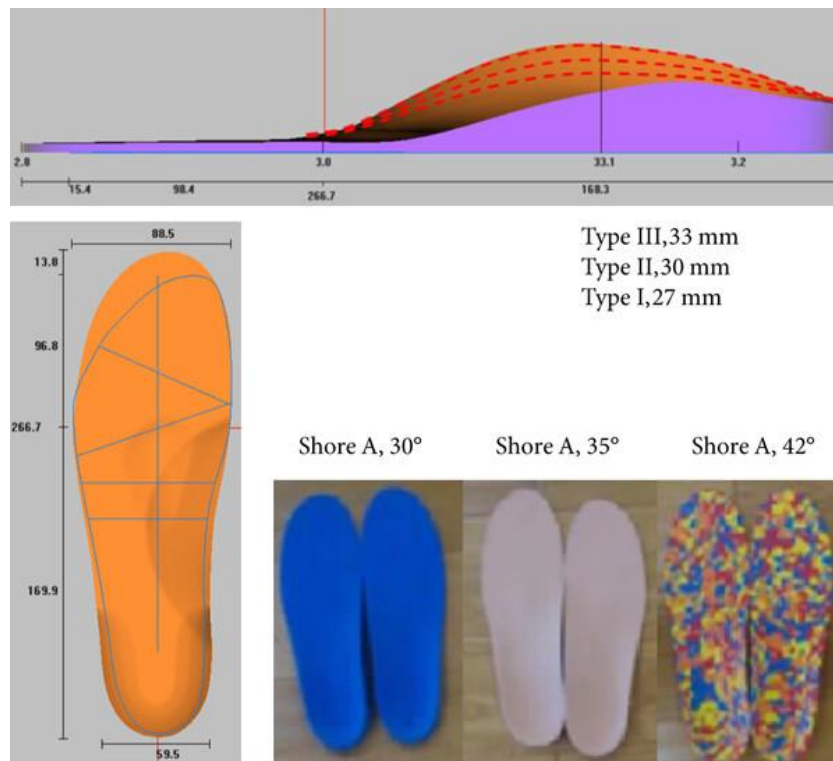 2.8 3.0 33.1 3.2
15.4 98.4 266.7 168.3
Type III,33 mm
Type II,30 mm
Type I,27 mm
88.5
13.8
96.8
266.7
169.9
59.5
Shore A, 30° Shore A, 35° Shore A, 42°